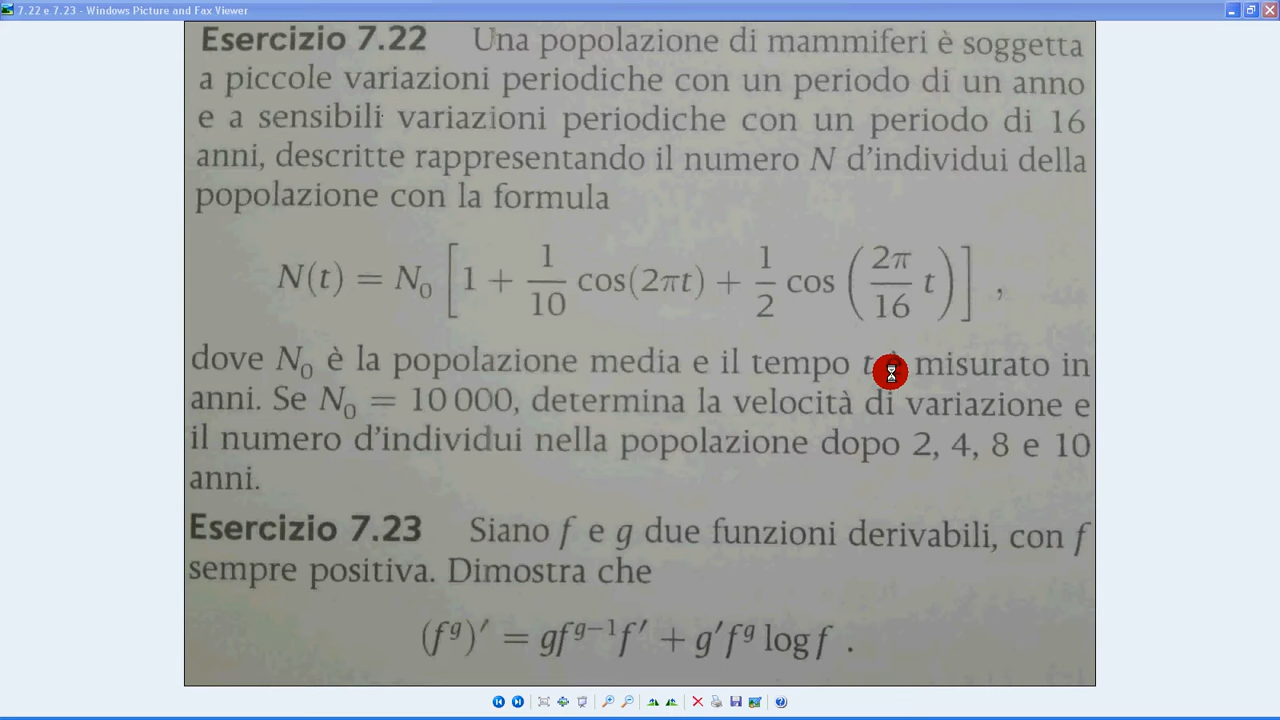 7.22 e 7.23 - Windows Picture and Fax Viewer
Esercizio 7.22 Una popolazione di mammiferi è soggetta
a piccole variazioni periodiche con un periodo di un anno
e a sensibili variazioni periodiche con un periodo di 16
anni, descritte rappresentando il numero N d'individui della
popolazione con la formula
N(t) = N₀ [1 + 1/10 cos(2πt) + 1/2 cos (2π/16 t)] ,
dove N₀ è la popolazione media e il tempo t misurato in
anni. Se N₀ = 10 000, determina la velocità di variazione e
il numero d'individui nella popolazione dopo 2, 4, 8 e 10
anni.
Esercizio 7.23 Siano f e g due funzioni derivabili, con f
sempre positiva. Dimostra che
(f^g)′ = gf^{g−1}f′ + g′f^g log f .